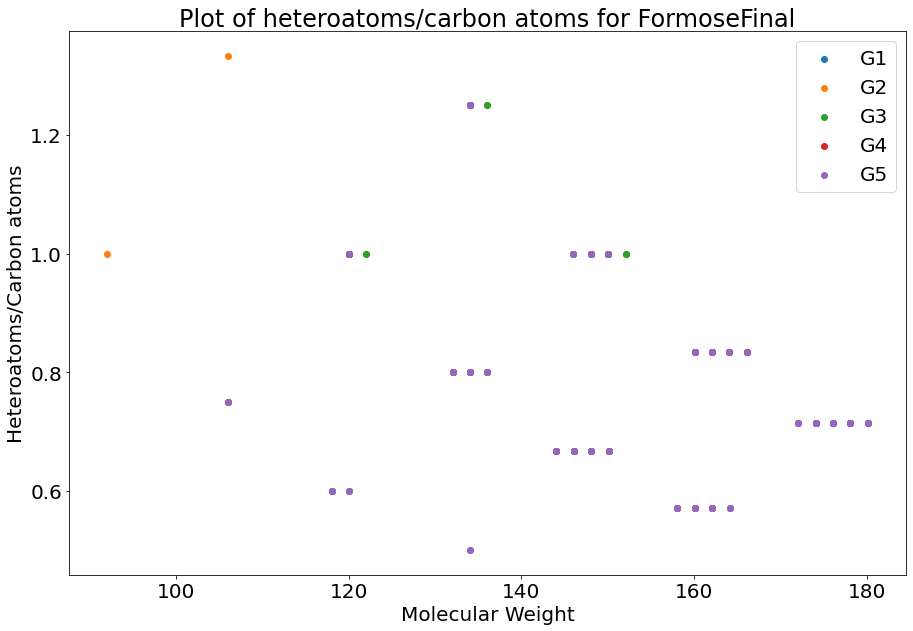 Plot of heteroatoms/carbon atoms for FormoseFinal
G1
G2
G3
G4
G5
Heteroatoms/Carbon atoms
1.2
1.0
0.8
0.6
100 120 140 160 180
Molecular Weight